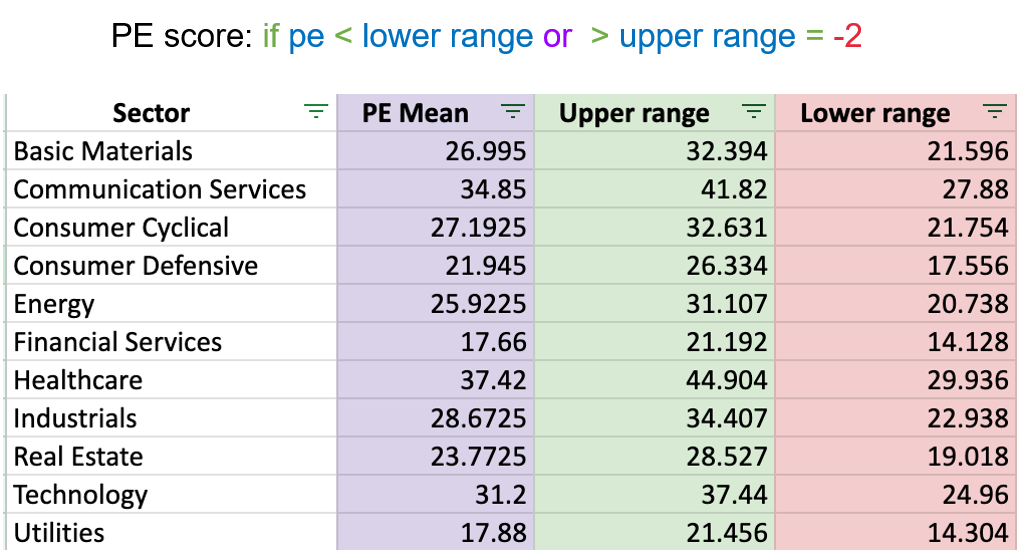 PE score: if pe < lower range or > upper range = -2
Sector PE Mean Upper range Lower range
Basic Materials 26.995 32.394 21.596
Communication Services 34.85 41.82 27.88
Consumer Cyclical 27.1925 32.631 21.754
Consumer Defensive 21.945 26.334 17.556
Energy 25.9225 31.107 20.738
Financial Services 17.66 21.192 14.128
Healthcare 37.42 44.904 29.936
Industrials 28.6725 34.407 22.938
Real Estate 23.7725 28.527 19.018
Technology 31.2 37.44 24.96
Utilities 17.88 21.456 14.304